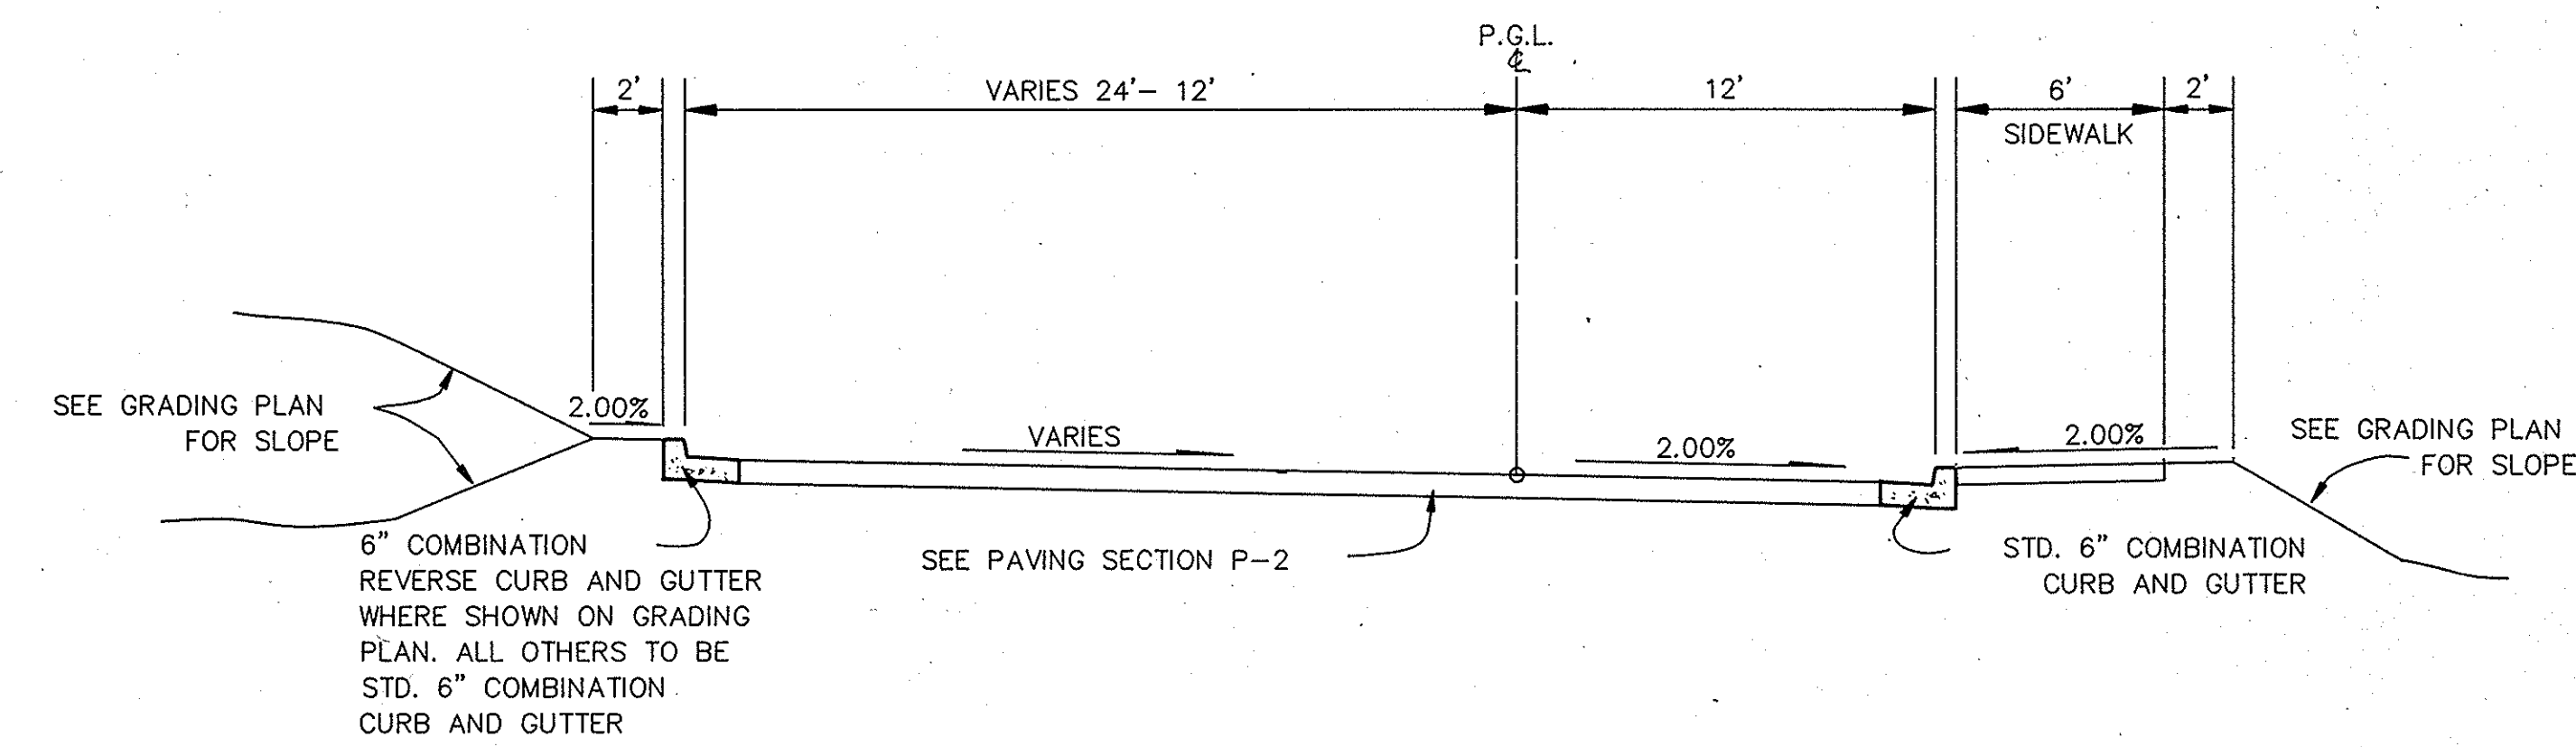 P.G.L.
℄
2'
VARIES 24'- 12'
12'
6'
2'
SIDEWALK
SEE GRADING PLAN
FOR SLOPE
2.00%
VARIES
2.00%
2.00%
SEE GRADING PLAN
FOR SLOPE
6" COMBINATION
REVERSE CURB AND GUTTER
WHERE SHOWN ON GRADING
PLAN. ALL OTHERS TO BE
STD. 6" COMBINATION
CURB AND GUTTER
SEE PAVING SECTION P-2
STD. 6" COMBINATION
CURB AND GUTTER